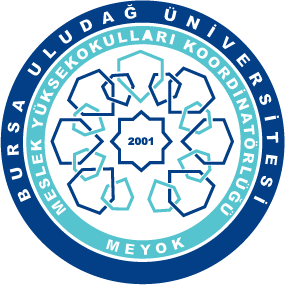 BURSA ULUDAĞ ÜNİVERSİTESİ
MESLEK YÜKSEKOKULLARI KOORDİNATÖRLÜĞÜ
2001
MEYOK